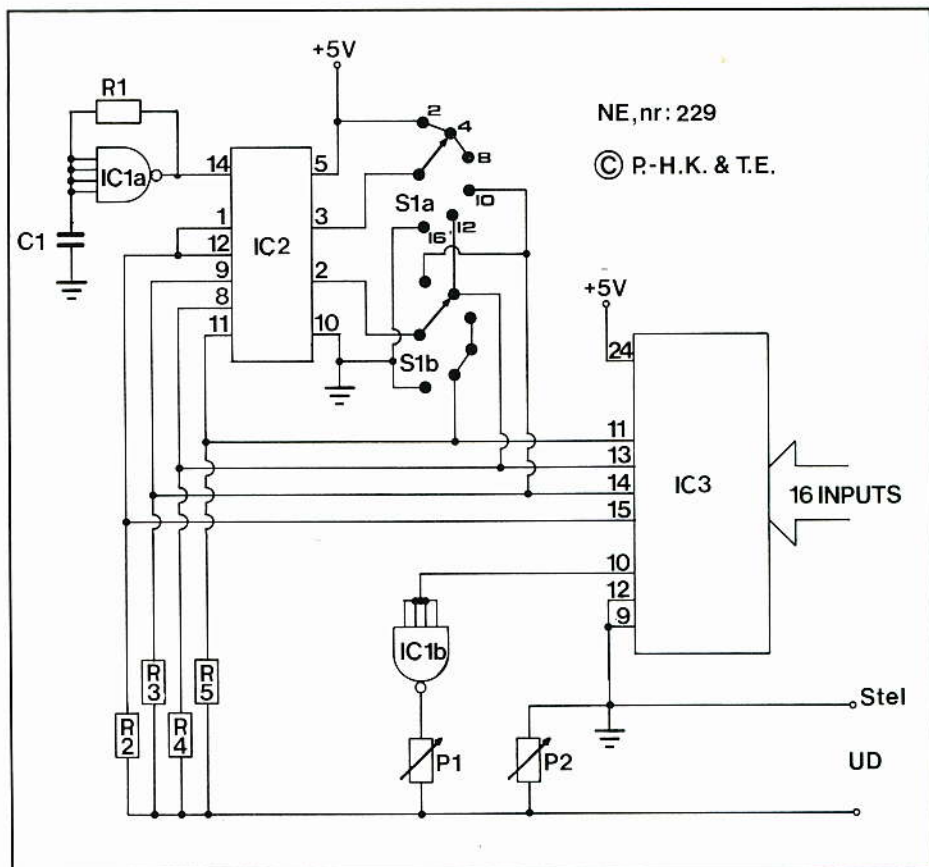 +5V
R1
NE, nr: 229
© P.-H.K. & T.E.
IC1a
14
5
2
4
8
10
C1
1
12
9
8
11
IC2
3
2
10
S1a
12
16
S1b
+5V
24
11
13
14
15
10
12
9
IC3
16 INPUTS
IC1b
R2
R3
R4
R5
P1
P2
Stel
UD